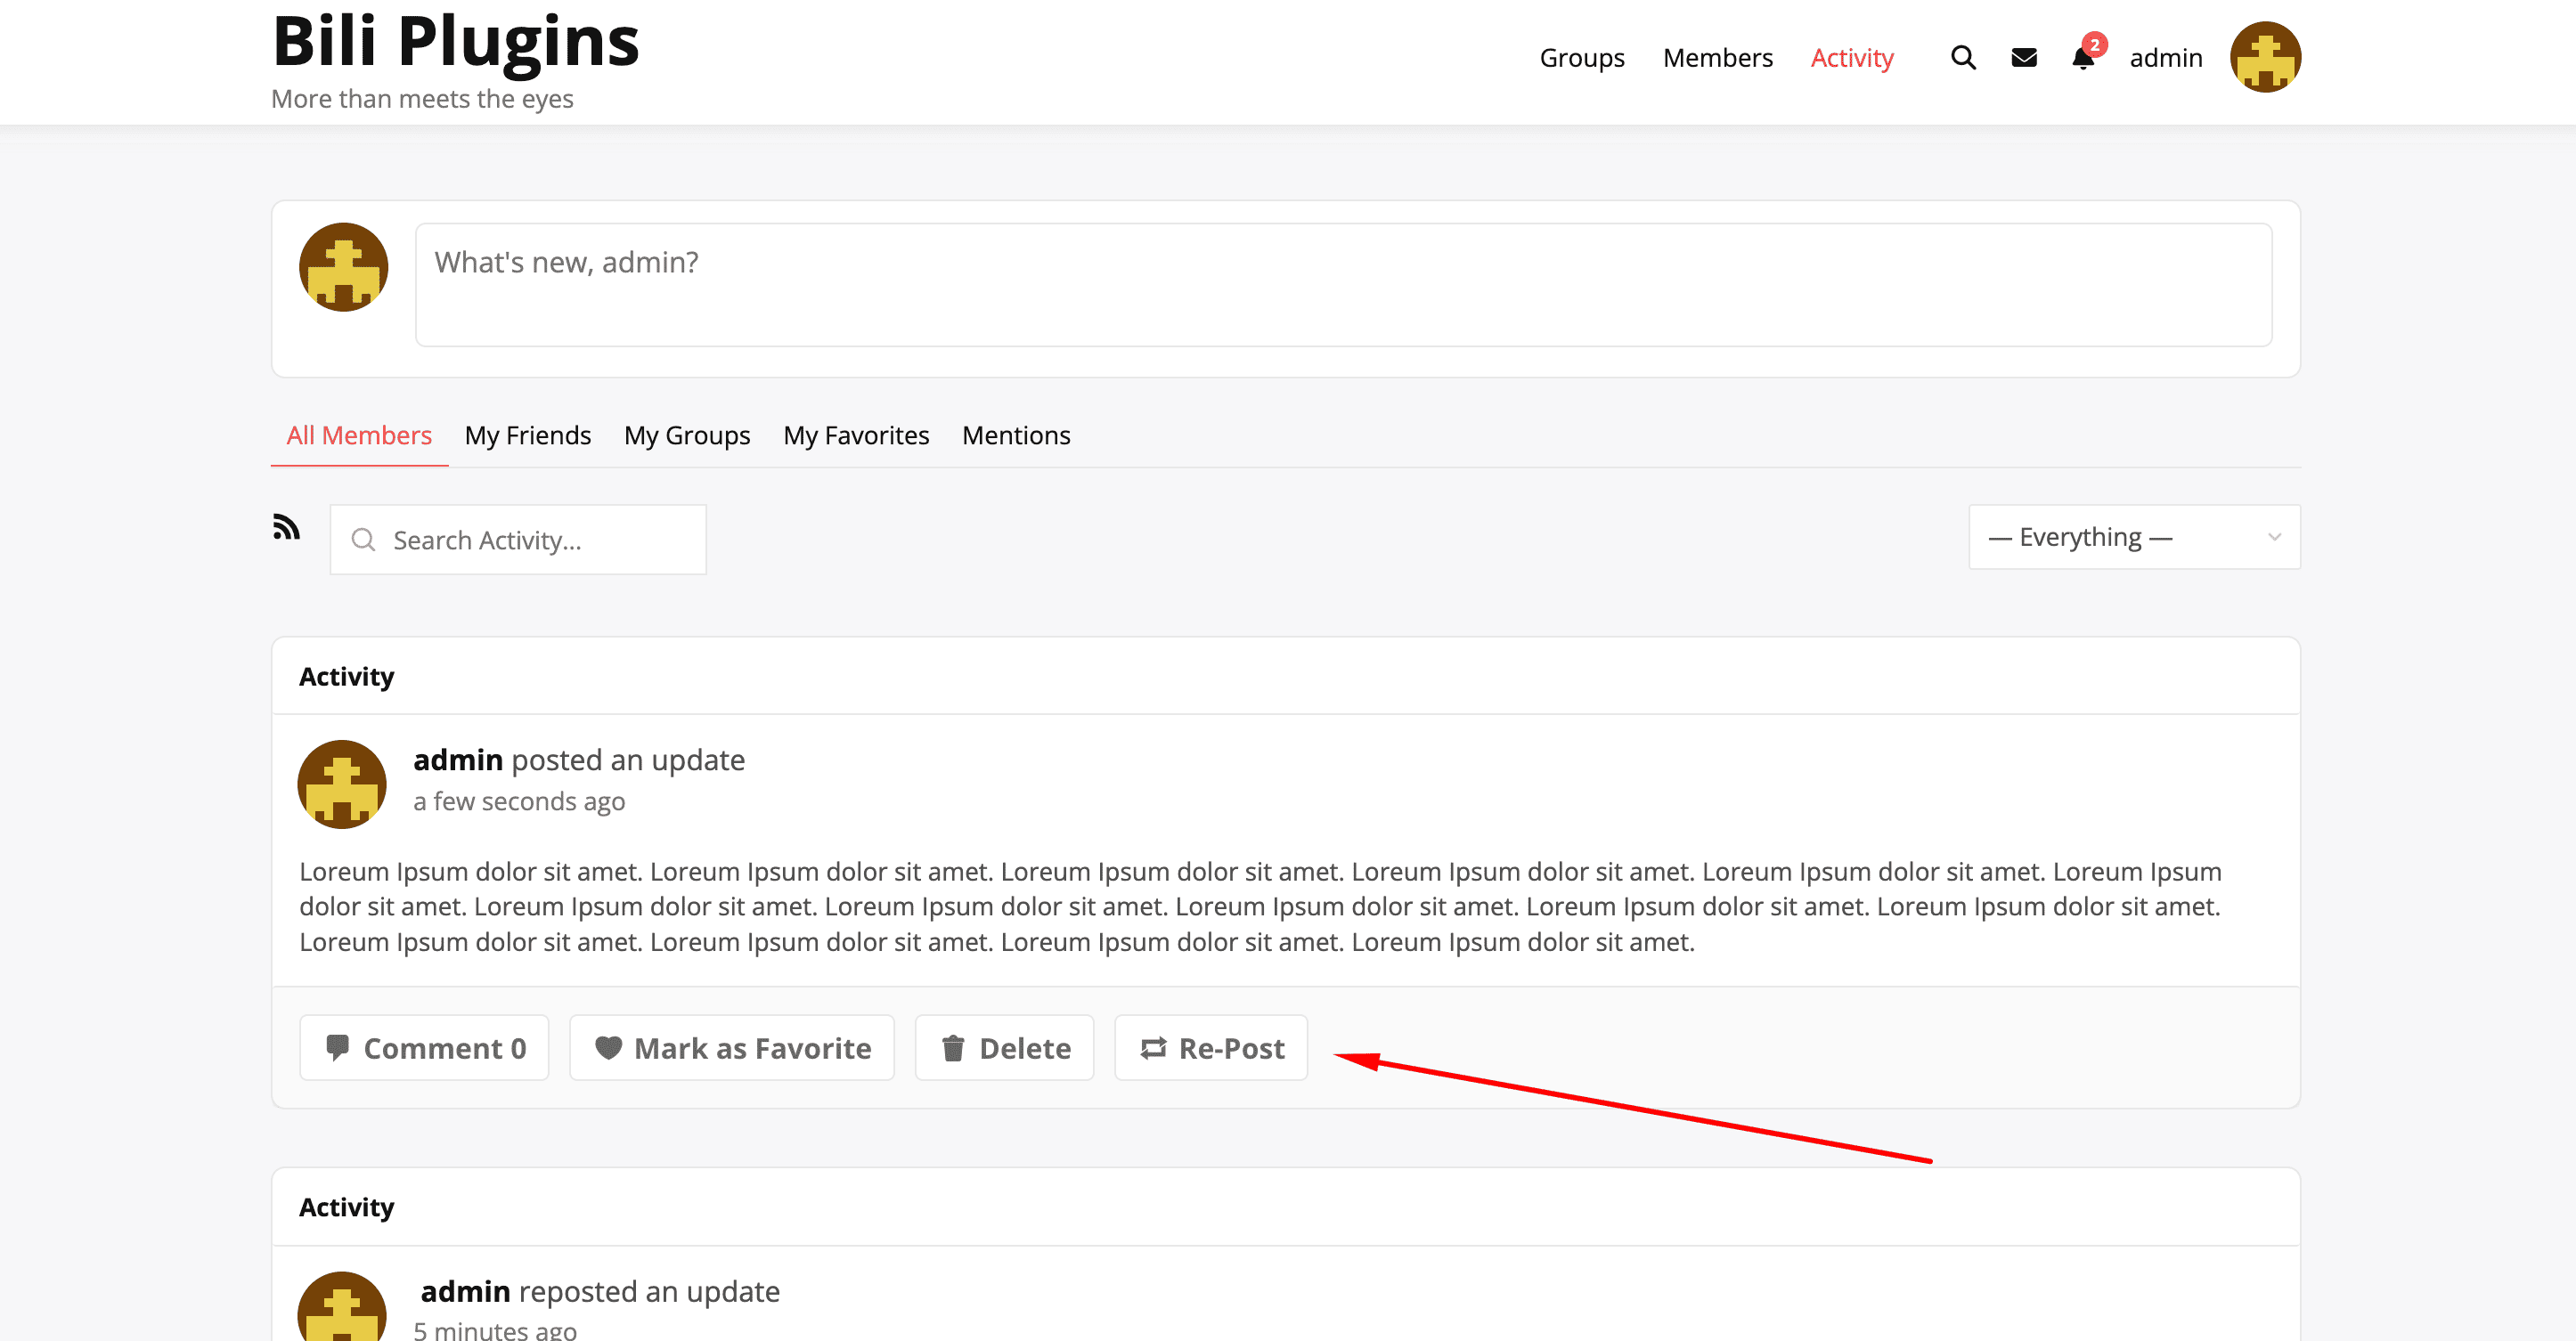 Bili Plugins
More than meets the eyes
Groups Members Activity 2 admin
What's new, admin?
All Members My Friends My Groups My Favorites Mentions
Search Activity...
— Everything —
Activity
admin posted an update
a few seconds ago
Loreum Ipsum dolor sit amet. Loreum Ipsum dolor sit amet. Loreum Ipsum dolor sit amet. Loreum Ipsum dolor sit amet. Loreum Ipsum dolor sit amet. Loreum Ipsum
dolor sit amet. Loreum Ipsum dolor sit amet. Loreum Ipsum dolor sit amet. Loreum Ipsum dolor sit amet. Loreum Ipsum dolor sit amet. Loreum Ipsum dolor sit amet.
Loreum Ipsum dolor sit amet. Loreum Ipsum dolor sit amet. Loreum Ipsum dolor sit amet. Loreum Ipsum dolor sit amet.
Comment 0 Mark as Favorite Delete Re-Post
Activity
admin reposted an update
5 minutes ago